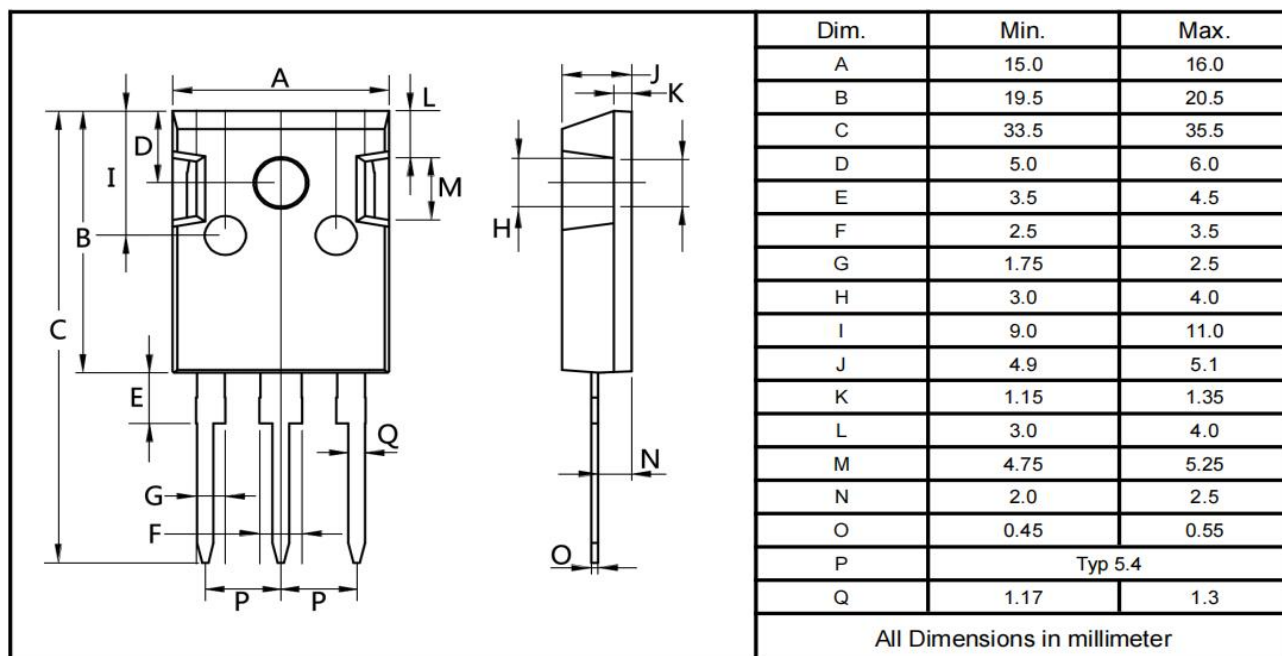 A
L
D
I
M
B
C
E
Q
G
F
P P
J
K
H
N
O
Dim. Min. Max.
A 15.0 16.0
B 19.5 20.5
C 33.5 35.5
D 5.0 6.0
E 3.5 4.5
F 2.5 3.5
G 1.75 2.5
H 3.0 4.0
I 9.0 11.0
J 4.9 5.1
K 1.15 1.35
L 3.0 4.0
M 4.75 5.25
N 2.0 2.5
O 0.45 0.55
P Typ 5.4
Q 1.17 1.3
All Dimensions in millimeter